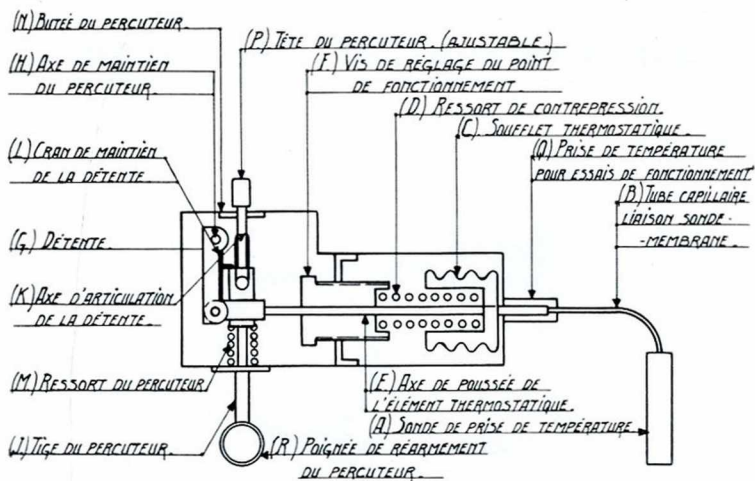 (N) BUTÉE DU PERCUTEUR.
(H) AXE DE MAINTIEN
DU PERCUTEUR.
(L) CRAN DE MAINTIEN
DE LA DÉTENTE.
(G) DÉTENTE.
(K) AXE D'ARTICULATION
DE LA DÉTENTE.
(M) RESSORT DU PERCUTEUR
(J) TIGE DU PERCUTEUR.
(P) TÊTE DU PERCUTEUR. (AJUSTABLE)
(F) VIS DE RÉGLAGE DU POINT
DE FONCTIONNEMENT.
(D) RESSORT DE CONTREPRESSION.
(C) SOUFFLET THERMOSTATIQUE.
(Q) PRISE DE TEMPÉRATURE
POUR ESSAIS DE FONCTIONNEMENT
(B) TUBE CAPILLAIRE
LIAISON SONDE-
-MEMBRANE.
(E) AXE DE POUSSÉE DE
L'ÉLÉMENT THERMOSTATIQUE.
(A) SONDE DE PRISE DE TEMPÉRATURE
(R) POIGNÉE DE RÉARMEMENT
DU PERCUTEUR.